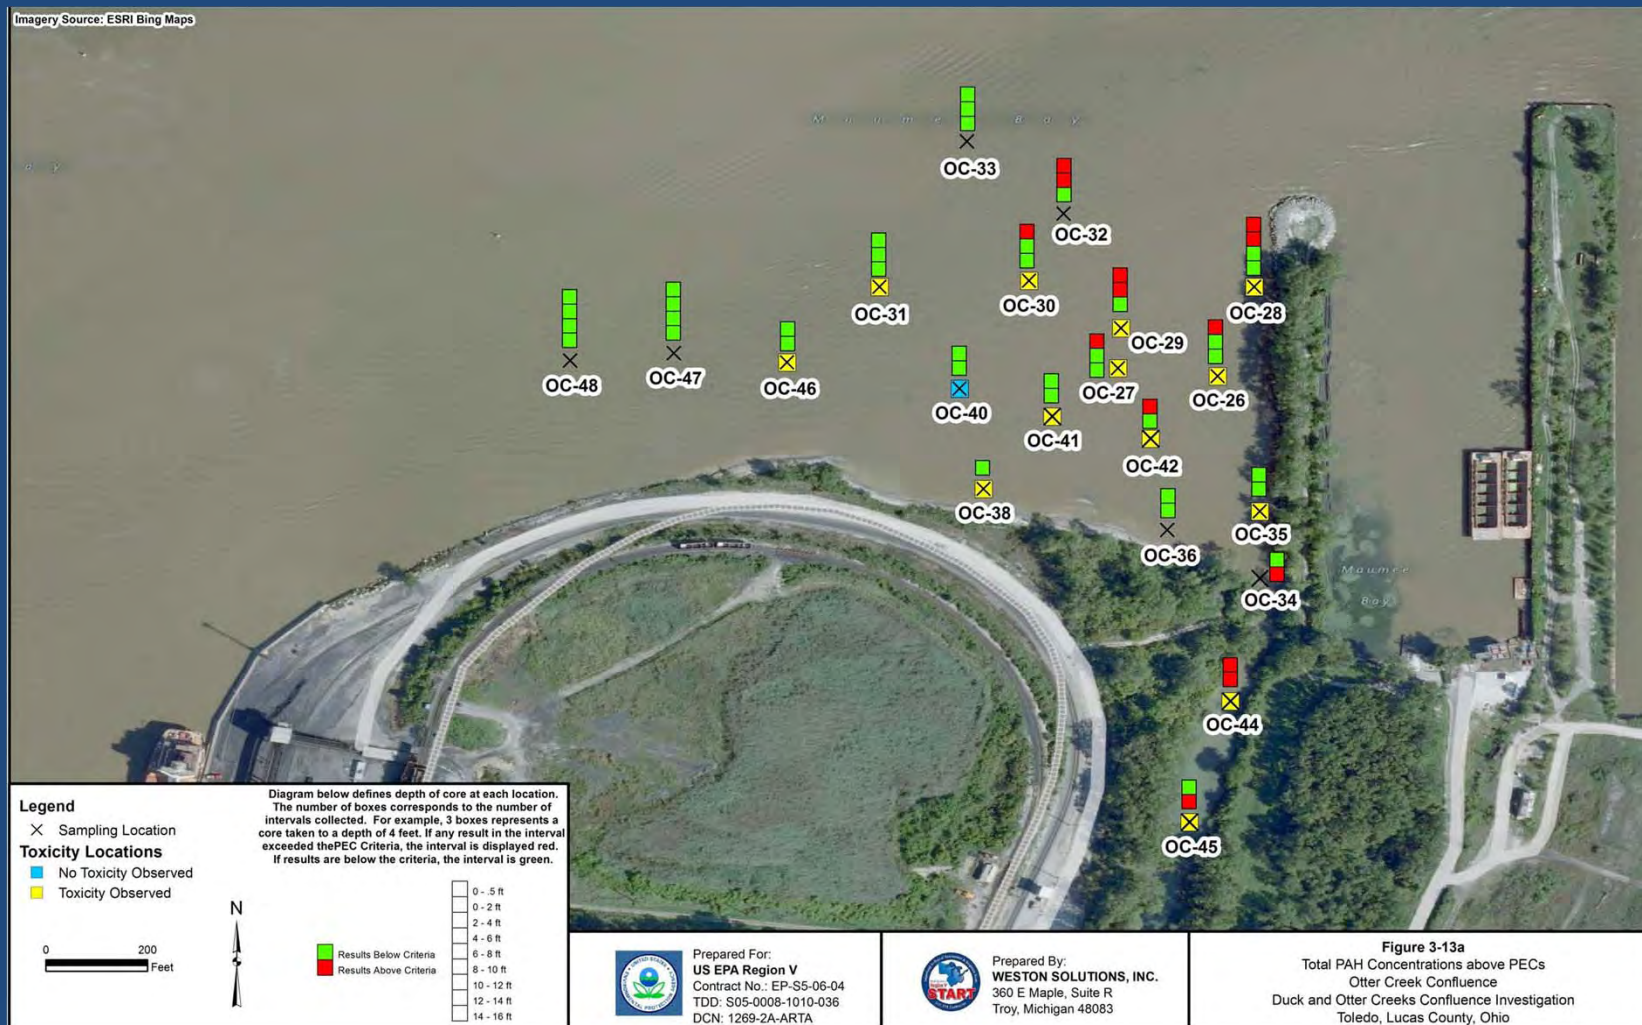 Imagery Source: ESRI Bing Maps
Maumee Bay
a y
OC-33
OC-32
OC-31
OC-30
OC-28
OC-29
OC-48
OC-47
OC-46
OC-40
OC-27
OC-26
OC-41
OC-42
OC-38
OC-35
OC-36
Maumee
Bay
OC-34
OC-44
OC-45
Legend
Sampling Location
Toxicity Locations
No Toxicity Observed
Toxicity Observed
0 200
Feet
N
Diagram below defines depth of core at each location.
The number of boxes corresponds to the number of
intervals collected. For example, 3 boxes represents a
core taken to a depth of 4 feet. If any result in the interval
exceeded thePEC Criteria, the interval is displayed red.
If results are below the criteria, the interval is green.
Results Below Criteria
Results Above Criteria
0 - .5 ft
0 - 2 ft
2 - 4 ft
4 - 6 ft
6 - 8 ft
8 - 10 ft
10 - 12 ft
12 - 14 ft
14 - 16 ft
Prepared For:
US EPA Region V
Contract No.: EP-S5-06-04
TDD: S05-0008-1010-036
DCN: 1269-2A-ARTA
START
Prepared By:
WESTON SOLUTIONS, INC.
360 E Maple, Suite R
Troy, Michigan 48083
Figure 3-13a
Total PAH Concentrations above PECs
Otter Creek Confluence
Duck and Otter Creeks Confluence Investigation
Toledo, Lucas County, Ohio